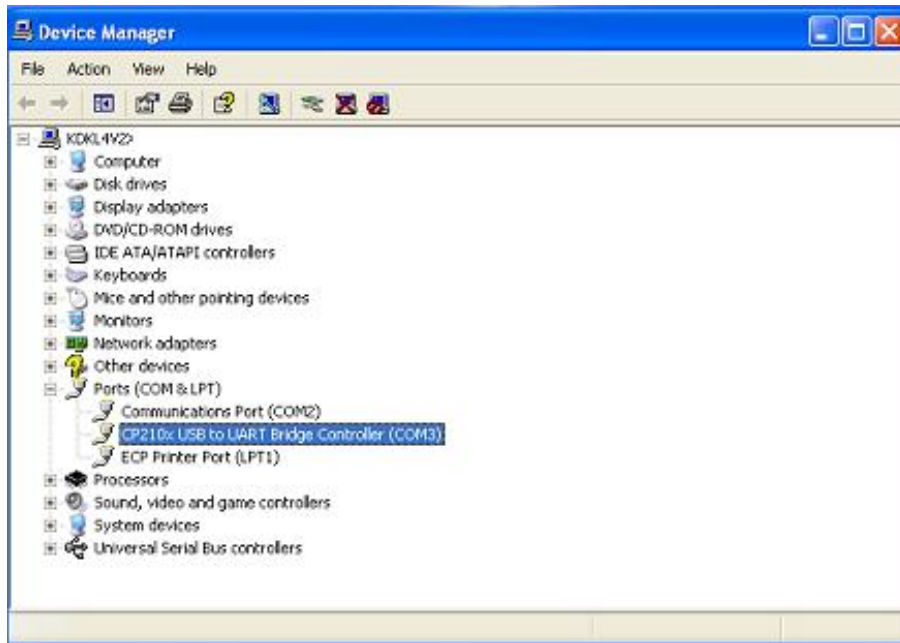 Device Manager
File Action View Help
Computer
Disk drives
Display adapters
DVD/CD-ROM drives
IDE ATA/ATAPI controllers
Keyboards
Mice and other pointing devices
Monitors
Network adapters
Other devices
Ports (COM & LPT)
Communications Port (COM2)
CP210x USB to UART Bridge Controller (COM3)
ECP Printer Port (LPT1)
Processors
Sound, video and game controllers
System devices
Universal Serial Bus controllers